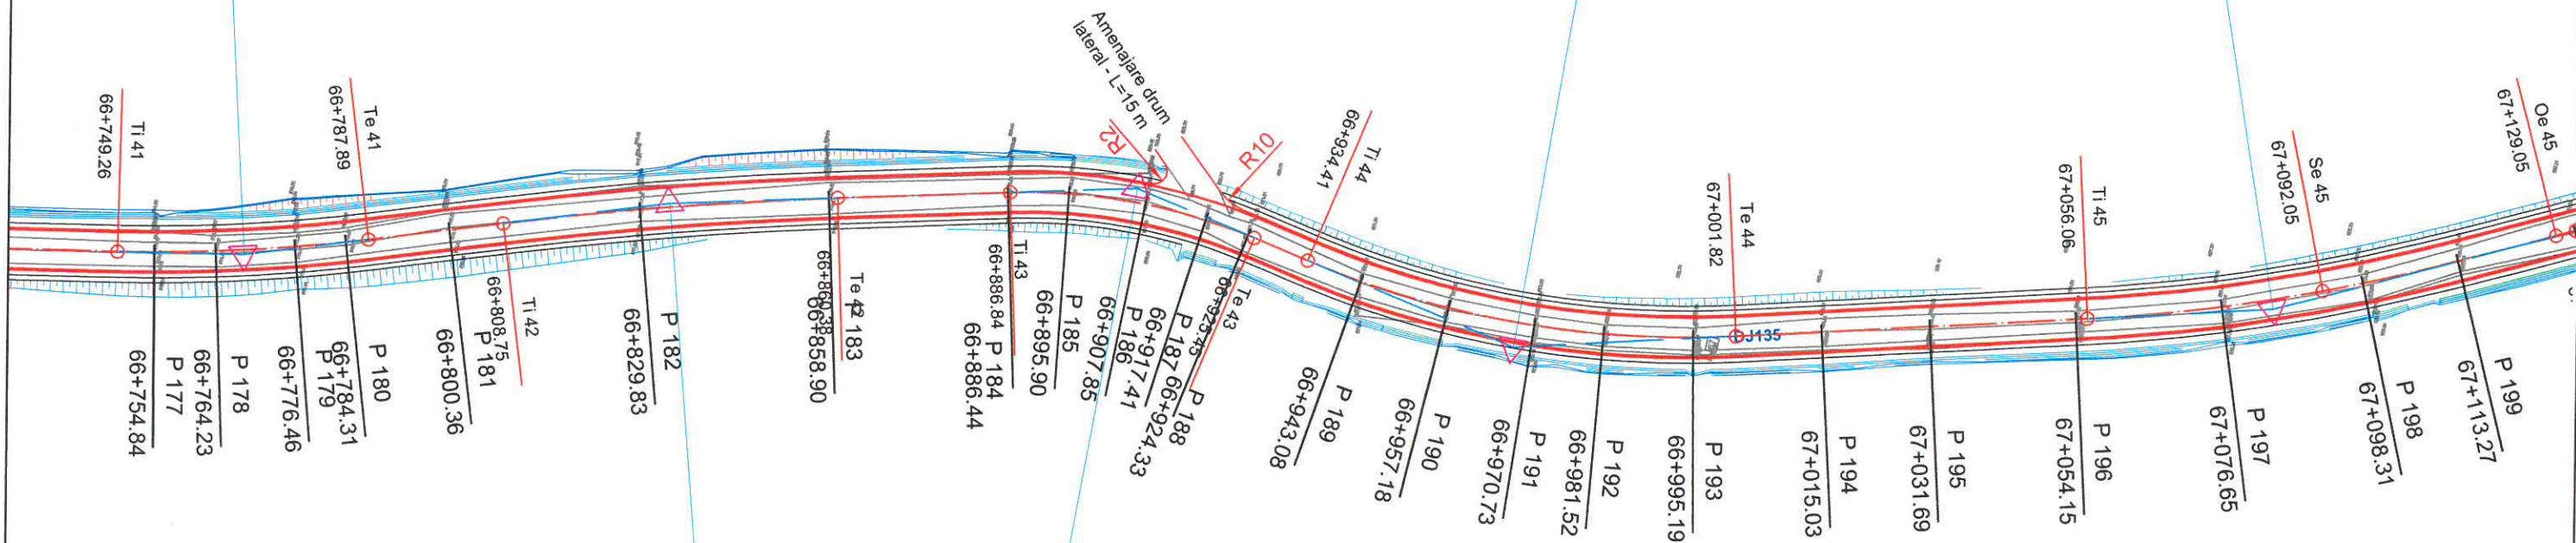 Ti 41
66+749.26
Te 41
66+787.89
Amenajare drum
lateral - L=15 m
R2
R10
Ti 44
66+934.41
Te 44
67+001.82
Ti 45
67+056.06
Se 45
67+092.05
Oe 45
67+129.05
P 177
66+754.84
P 178
66+764.23
P 179
66+776.46
P 180
66+784.31
P 181
66+800.36
Ti 42
66+808.75
P 182
66+829.83
Te 42
66+860.38
P 183
66+858.90
Ti 43
66+886.84
P 184
66+886.44
P 185
66+895.90
P 186
66+907.85
P 187
66+917.41
Te 43
66+925.45
P 188
66+924.33
P 189
66+943.08
P 190
66+957.18
P 191
66+970.73
P 192
66+981.52
P 193
66+995.19
J135
P 194
67+015.03
P 195
67+031.69
P 196
67+054.15
P 197
67+076.65
P 198
67+098.31
P 199
67+113.27